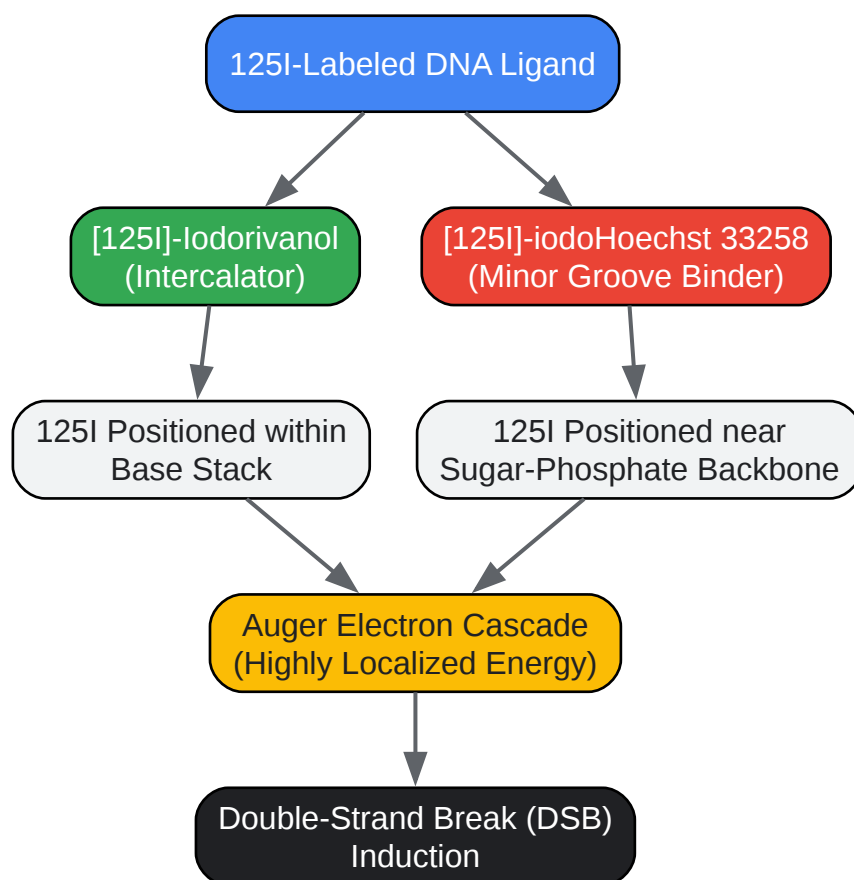 125I-Labeled DNA Ligand
[125I]-Iodorivanol
(Intercalator)
[125I]-iodoHoechst 33258
(Minor Groove Binder)
125I Positioned within
Base Stack
125I Positioned near
Sugar-Phosphate Backbone
Auger Electron Cascade
(Highly Localized Energy)
Double-Strand Break (DSB)
Induction